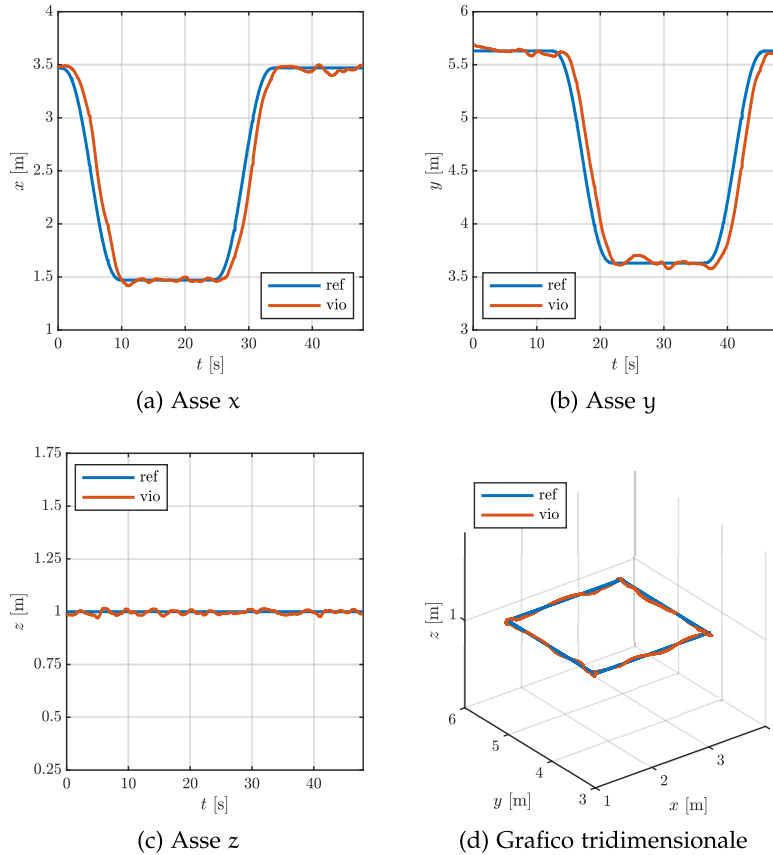 4
3.5
3
2.5
2
1.5
1
x [m]
0 10 20 30 40
t [s]
ref
vio
(a) Asse x
6
5.5
5
4.5
4
3.5
3
y [m]
0 20 40
t [s]
ref
vio
(b) Asse y
1.75
1.5
1.25
1
0.75
0.5
0.25
z [m]
0 10 20 30 40
t [s]
ref
vio
(c) Asse z
ref
vio
1
z [m]
6
5
4
3
y [m]
1
2
3
x [m]
(d) Grafico tridimensionale